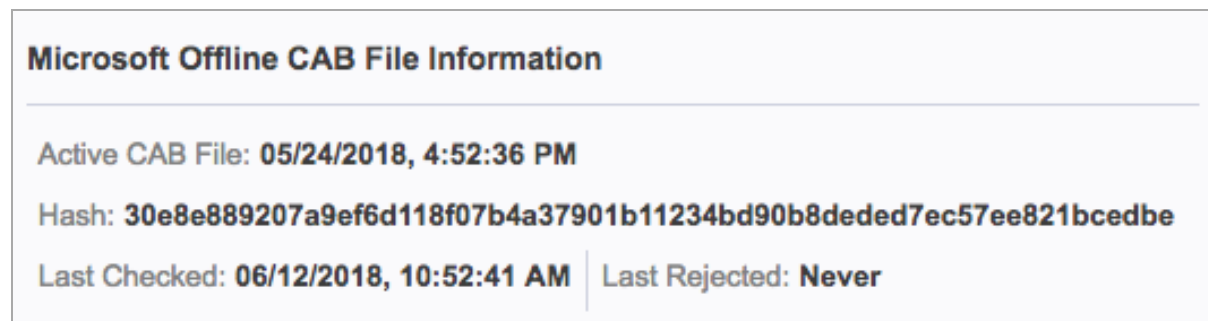 Microsoft Offline CAB File Information
Active CAB File: 05/24/2018, 4:52:36 PM
Hash: 30e8e889207a9ef6d118f07b4a37901b11234bd90b8deded7ec57ee821bcedbe
Last Checked: 06/12/2018, 10:52:41 AM Last Rejected: Never